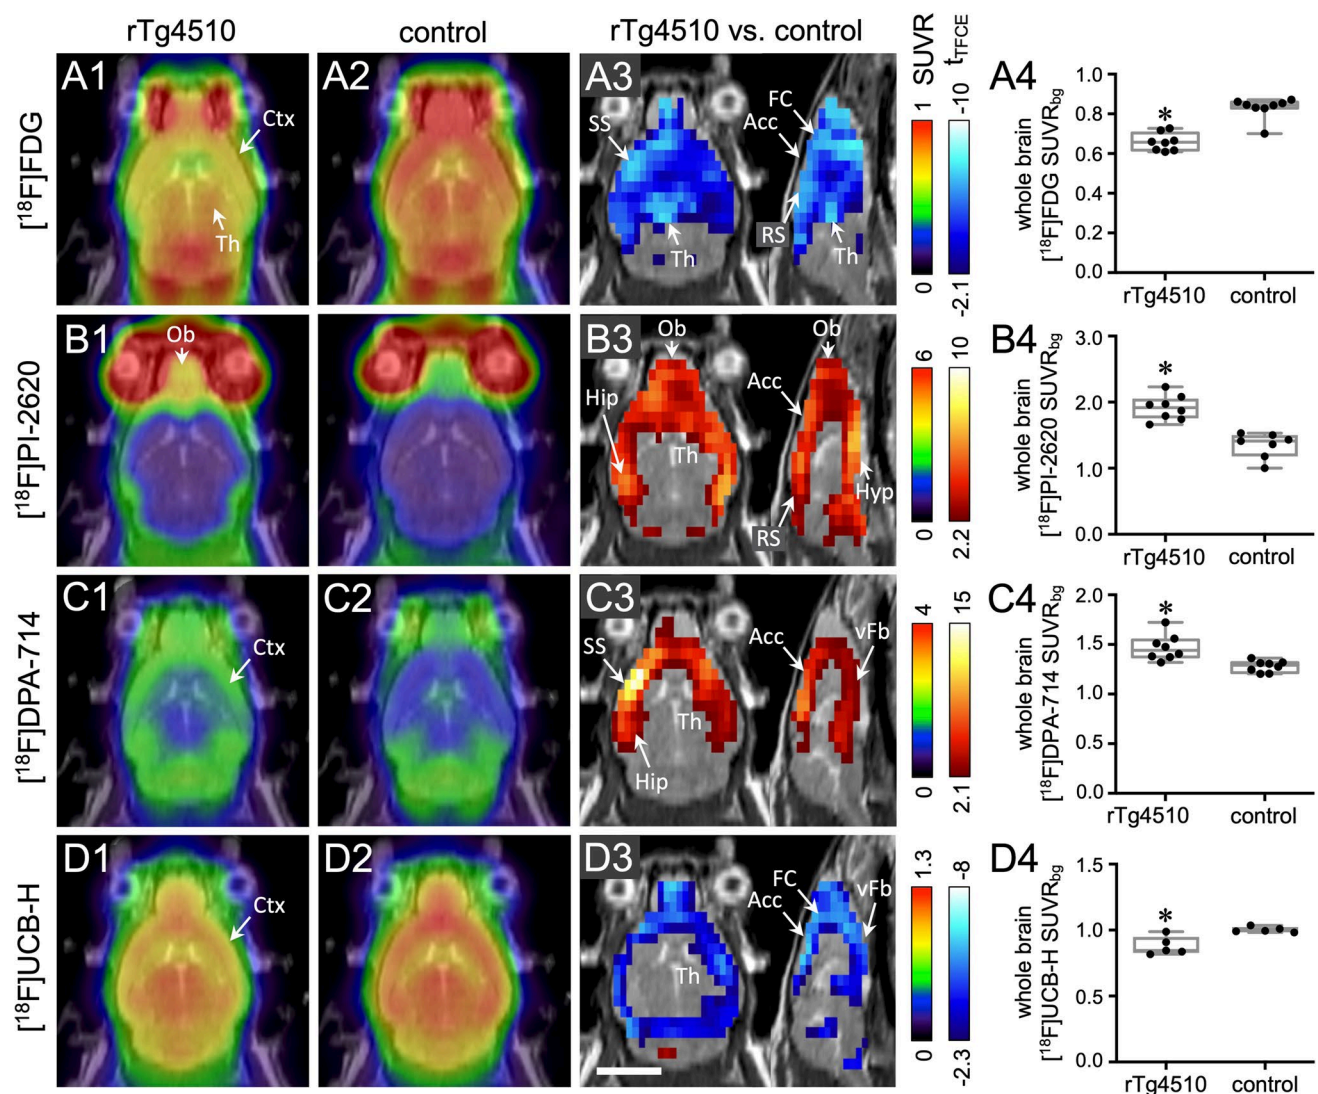 rTg4510 control rTg4510 vs. control SUVR t_TFCE
[¹⁸F]FDG
A1 Ctx Th
A2
A3 SS Th FC Acc RS Th
1 0
-10 -2.1
A4
whole brain
[¹⁸F]FDG SUVR_bg
1.0
0.8
0.6
0.4
0.2
0.0
*
rTg4510 control
[¹⁸F]PI-2620
B1 Ob
B2
B3 Ob Hip Th Ob Acc RS Hyp
6 0
10 2.2
B4
whole brain
[¹⁸F]PI-2620 SUVR_bg
3.0
2.0
1.0
0.0
*
rTg4510 control
[¹⁸F]DPA-714
C1 Ctx
C2
C3 SS Th Hip Acc vFb
4 0
15 2.1
C4
whole brain
[¹⁸F]DPA-714 SUVR_bg
2.0
1.5
1.0
0.5
0.0
*
rTg4510 control
[¹⁸F]UCB-H
D1 Ctx
D2
D3 Th FC Acc vFb
1.3 0
-8 -2.3
D4
whole brain
[¹⁸F]UCB-H SUVR_bg
1.5
1.0
0.5
0.0
*
rTg4510 control